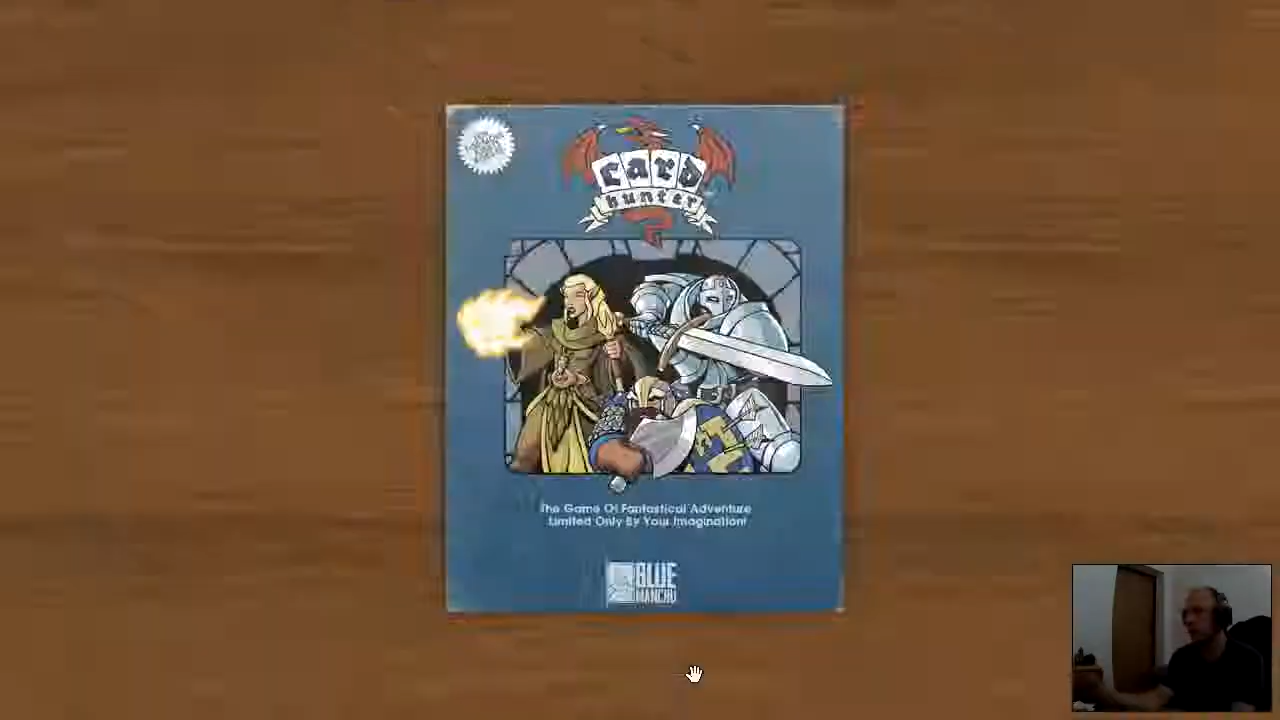 card
hunter
The Game Of Fantastical Adventure
Limited Only By Your Imagination!
BLUE
MANCHU